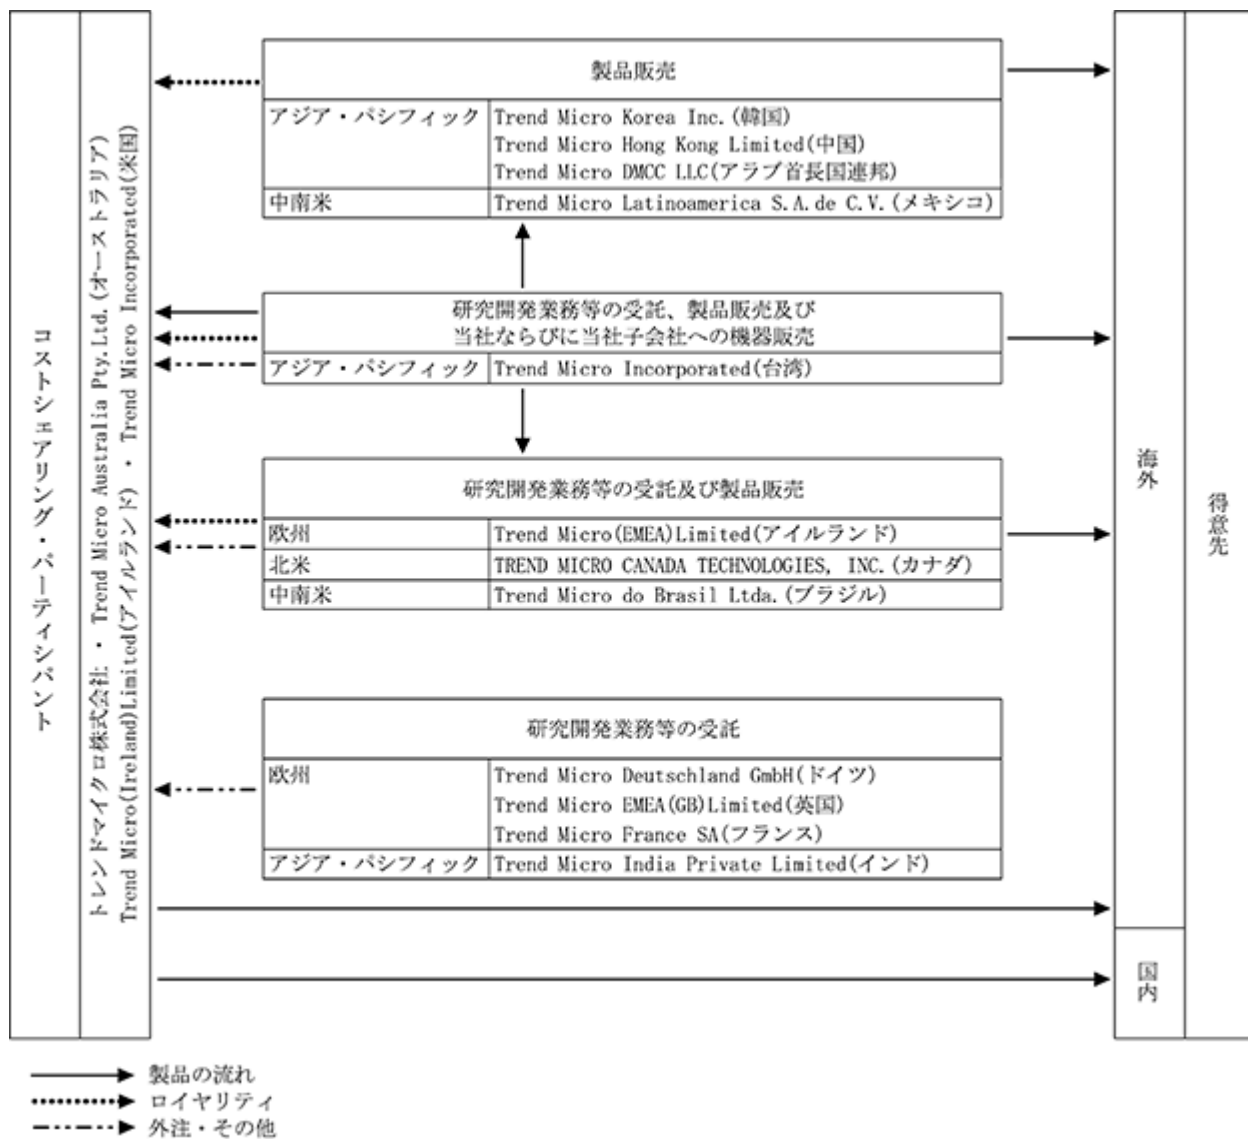 コストシェアリング・パーティシパント
トレンドマイクロ株式会社 ・ Trend Micro Australia Pty.Ltd.(オーストラリア)
Trend Micro(Ireland)Limited(アイルランド) ・ Trend Micro Incorporated(米国)
製品販売
アジア・パシフィック Trend Micro Korea Inc.(韓国)
Trend Micro Hong Kong Limited(中国)
Trend Micro DMCC LLC(アラブ首長国連邦)
中南米 Trend Micro Latinoamerica S.A.de C.V.(メキシコ)
研究開発業務等の受託、製品販売及び
当社ならびに当社子会社への機器販売
アジア・パシフィック Trend Micro Incorporated(台湾)
研究開発業務等の受託及び製品販売
欧州 Trend Micro(EMEA)Limited(アイルランド)
北米 TREND MICRO CANADA TECHNOLOGIES, INC.(カナダ)
中南米 Trend Micro do Brasil Ltda.(ブラジル)
研究開発業務等の受託
欧州 Trend Micro Deutschland GmbH(ドイツ)
Trend Micro EMEA(GB)Limited(英国)
Trend Micro France SA(フランス)
アジア・パシフィック Trend Micro India Private Limited(インド)
海外
国内
得意先
製品の流れ
ロイヤリティ
外注・その他